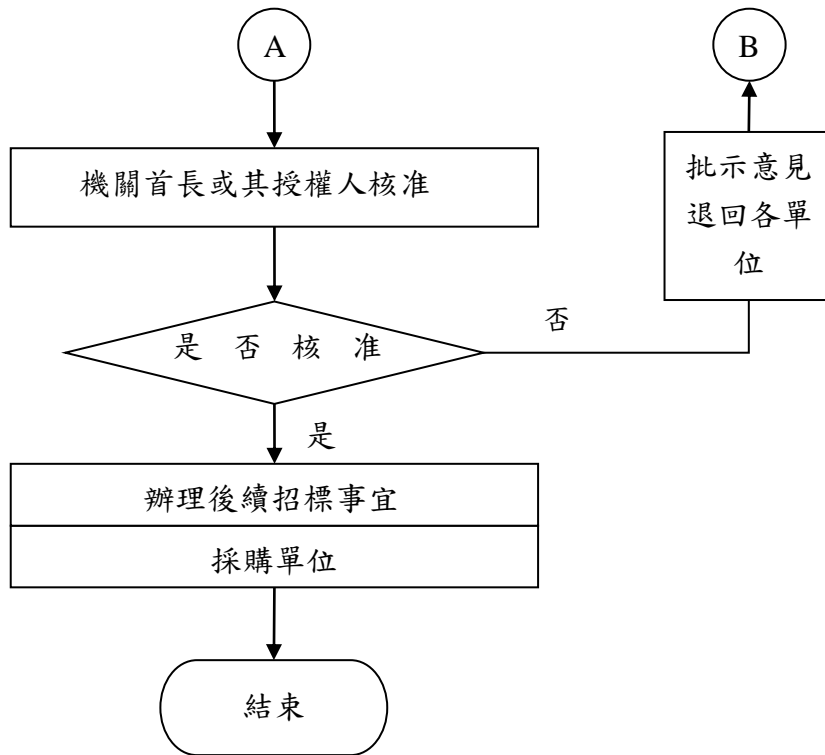 A
B
機關首長或其授權人核准
批示意見
退回各單
位
是否核准
否
是
辦理後續招標事宜
採購單位
結束